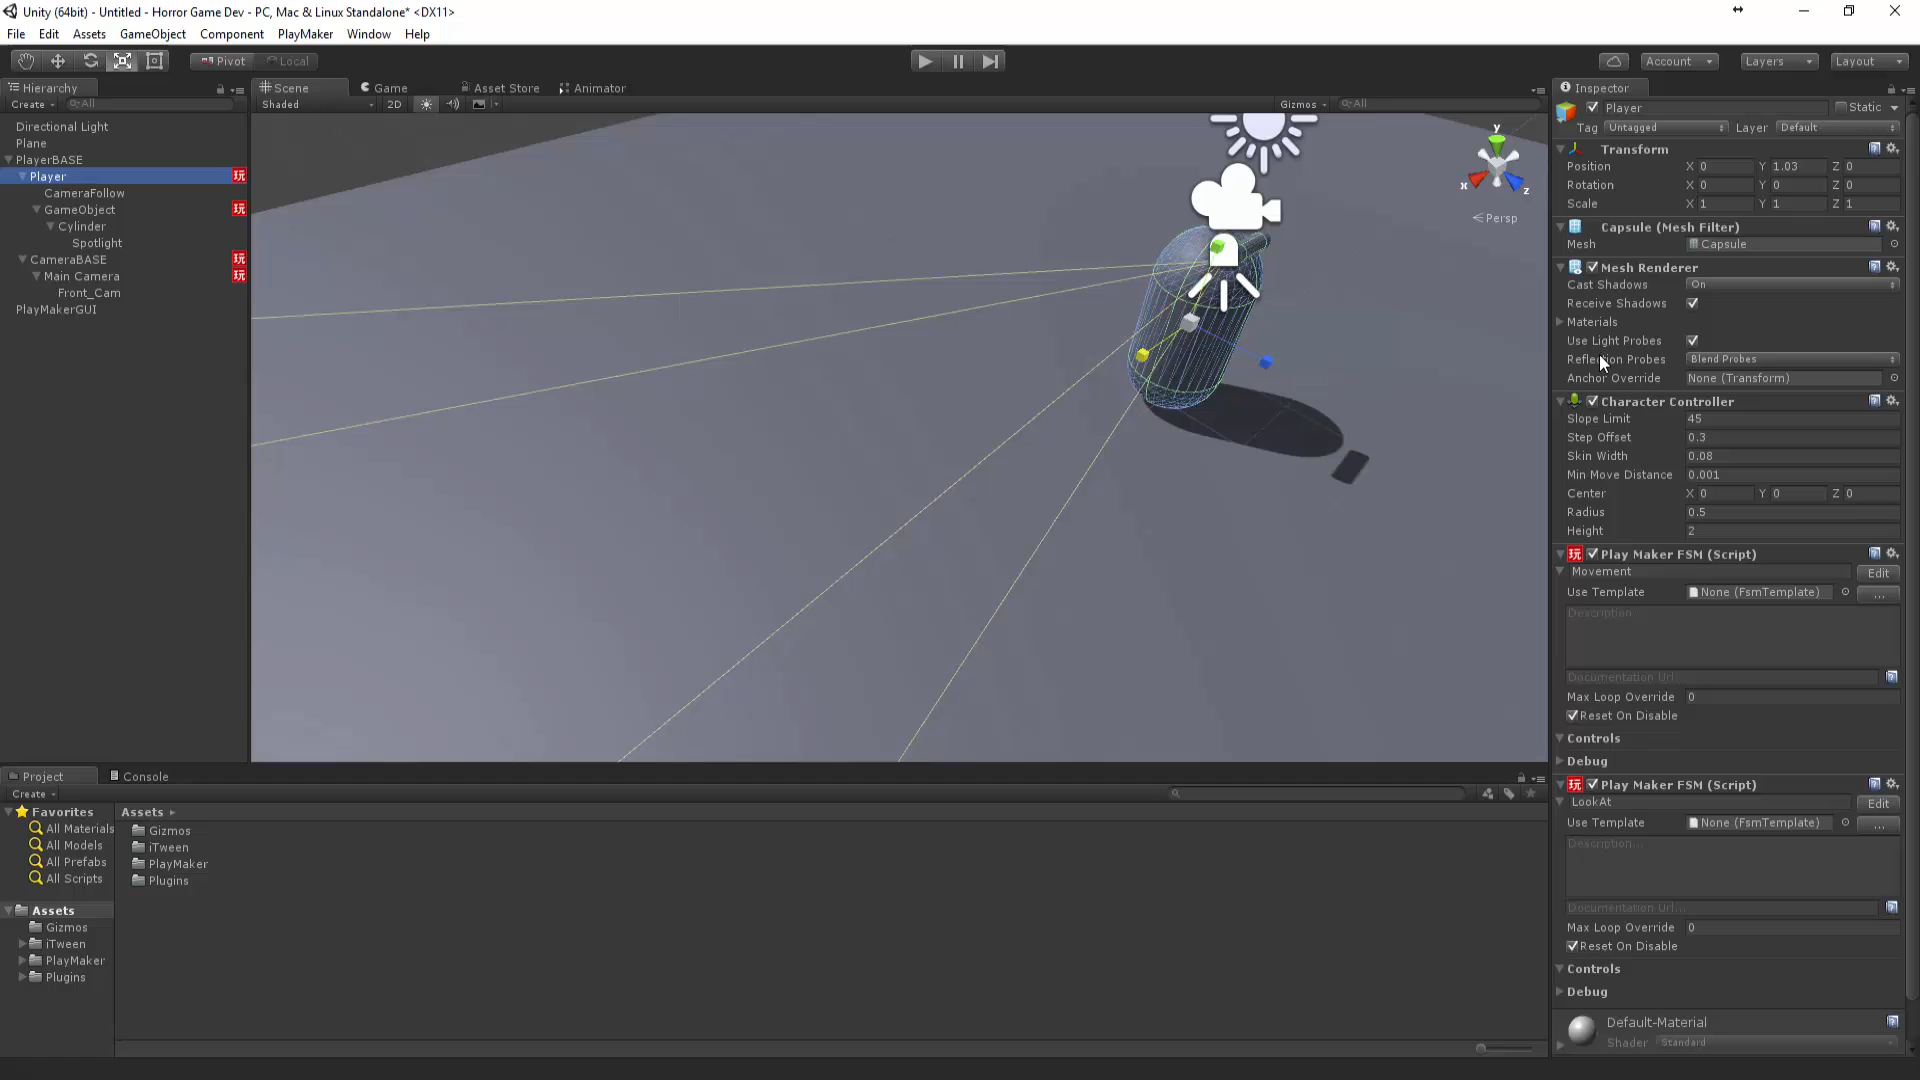 Unity (64bit) - Untitled - Horror Game Dev - PC, Mac & Linux Standalone* <DX11>
File Edit Assets GameObject Component PlayMaker Window Help
Pivot Local Account Layers Layout
Hierarchy
Create All
Directional Light
Plane
PlayerBASE
Player 玩
CameraFollow
GameObject 玩
Cylinder
Spotlight
CameraBASE 玩
Main Camera 玩
Front_Cam
PlayMakerGUI
Scene Game Asset Store Animator
Shaded 2D Gizmos All
y
x
z
Persp
Inspector
Player Static
Tag Untagged Layer Default
Transform
Position X 0 Y 1.03 Z 0
Rotation X 0 Y 0 Z 0
Scale X 1 Y 1 Z 1
Capsule (Mesh Filter)
Mesh Capsule
Mesh Renderer
Cast Shadows On
Receive Shadows
Materials
Use Light Probes
Reflection Probes Blend Probes
Anchor Override None (Transform)
Character Controller
Slope Limit 45
Step Offset 0.3
Skin Width 0.08
Min Move Distance 0.001
Center X 0 Y 0 Z 0
Radius 0.5
Height 2
玩 Play Maker FSM (Script)
Movement Edit
Use Template None (FsmTemplate) ...
Description...
Documentation Url...
Max Loop Override 0
Reset On Disable
Controls
Debug
玩 Play Maker FSM (Script)
LookAt Edit
Use Template None (FsmTemplate) ...
Description...
Documentation Url...
Max Loop Override 0
Reset On Disable
Controls
Debug
Default-Material
Shader Standard
Project Console
Create
Favorites
All Materials
All Models
All Prefabs
All Scripts
Assets
Gizmos
iTween
PlayMaker
Plugins
Assets
Gizmos
iTween
PlayMaker
Plugins